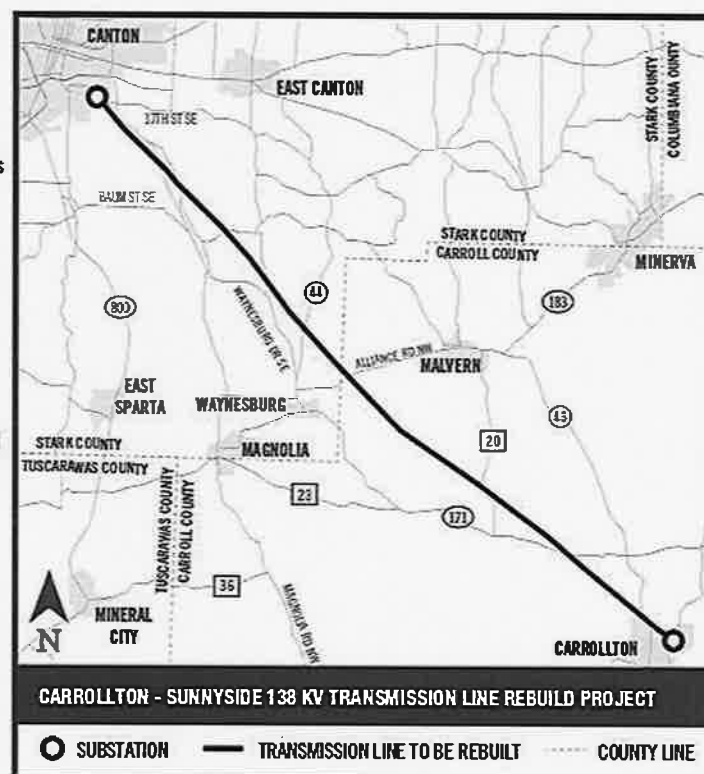 CANTON
EAST CANTON
STARK COUNTY
COLUMBIANA OUNTY
17TH ST SE
BAUM ST SE
STARK COUNTY
CARROLL COUNTY
MINERVA
44
183
800
WAYNESBURG DR SE
ALLIANCE RD NW
MALVERN
EAST
SPARTA
WAYNESBURG
43
20
STARK COUNTY
MAGNOLIA
TUSCARAWAS COUNTY
23
171
TUSCARAWAS COUNTY
CARROLL COUNTY
36
MAGNOLIA RD NW
N
MINERAL
CITY
CARROLLTON
CARROLLTON - SUNNYSIDE 138 KV TRANSMISSION LINE REBUILD PROJECT
SUBSTATION
TRANSMISSION LINE TO BE REBUILT
COUNTY LINE